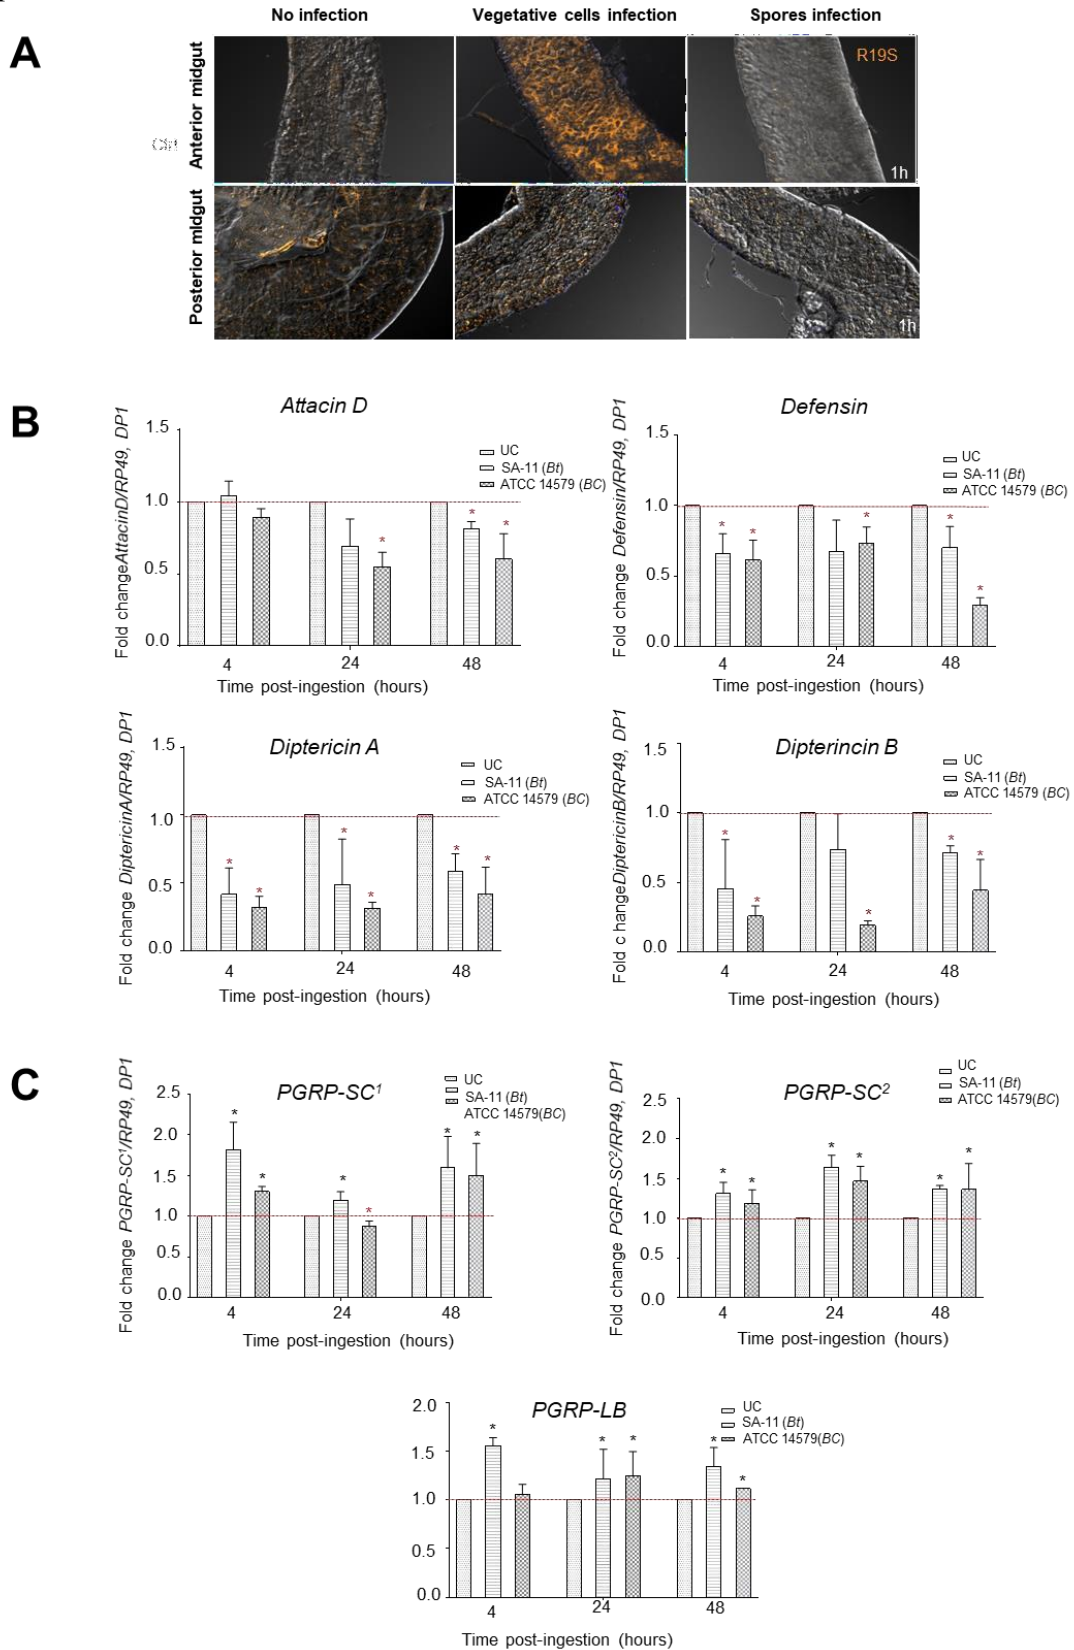 No infection Vegetative cells infection Spores infection
A
R19S
Anterior midgut
1h
Posterior midgut
1h
B
Attacin D
Fold changeAttacinD/RP49, DP1
1.5
1.0
0.5
0.0
UC
SA-11 (Bt)
ATCC 14579 (BC)
* * *
4 24 48
Time post-ingestion (hours)
Defensin
Fold change Defensin/RP49, DP1
1.5
1.0
0.5
0.0
UC
SA-11 (Bt)
ATCC 14579 (BC)
* * * * *
4 24 48
Time post-ingestion (hours)
Diptericin A
Fold change DiptericinA/RP49, DP1
1.5
1.0
0.5
0.0
UC
SA-11 (Bt)
ATCC 14579 (BC)
* * * * * *
4 24 48
Time post-ingestion (hours)
Dipterincin B
Fold c hangeDiptericinB/RP49, DP1
1.5
1.0
0.5
0.0
UC
SA-11 (Bt)
ATCC 14579 (BC)
* * * * *
4 24 48
Time post-ingestion (hours)
C
PGRP-SC¹
Fold change PGRP-SC¹/RP49, DP1
2.5
2.0
1.5
1.0
0.5
0.0
UC
SA-11 (Bt)
ATCC 14579(BC)
* * * * * *
4 24 48
Time post-ingestion (hours)
PGRP-SC²
Fold change PGRP-SC²/RP49, DP1
2.5
2.0
1.5
1.0
0.5
0.0
UC
SA-11 (Bt)
ATCC 14579(BC)
* * * * * *
4 24 48
Time post-ingestion (hours)
PGRP-LB
2.0
1.5
1.0
0.5
0.0
UC
SA-11 (Bt)
ATCC 14579(BC)
* * * * *
4 24 48
Time post-ingestion (hours)